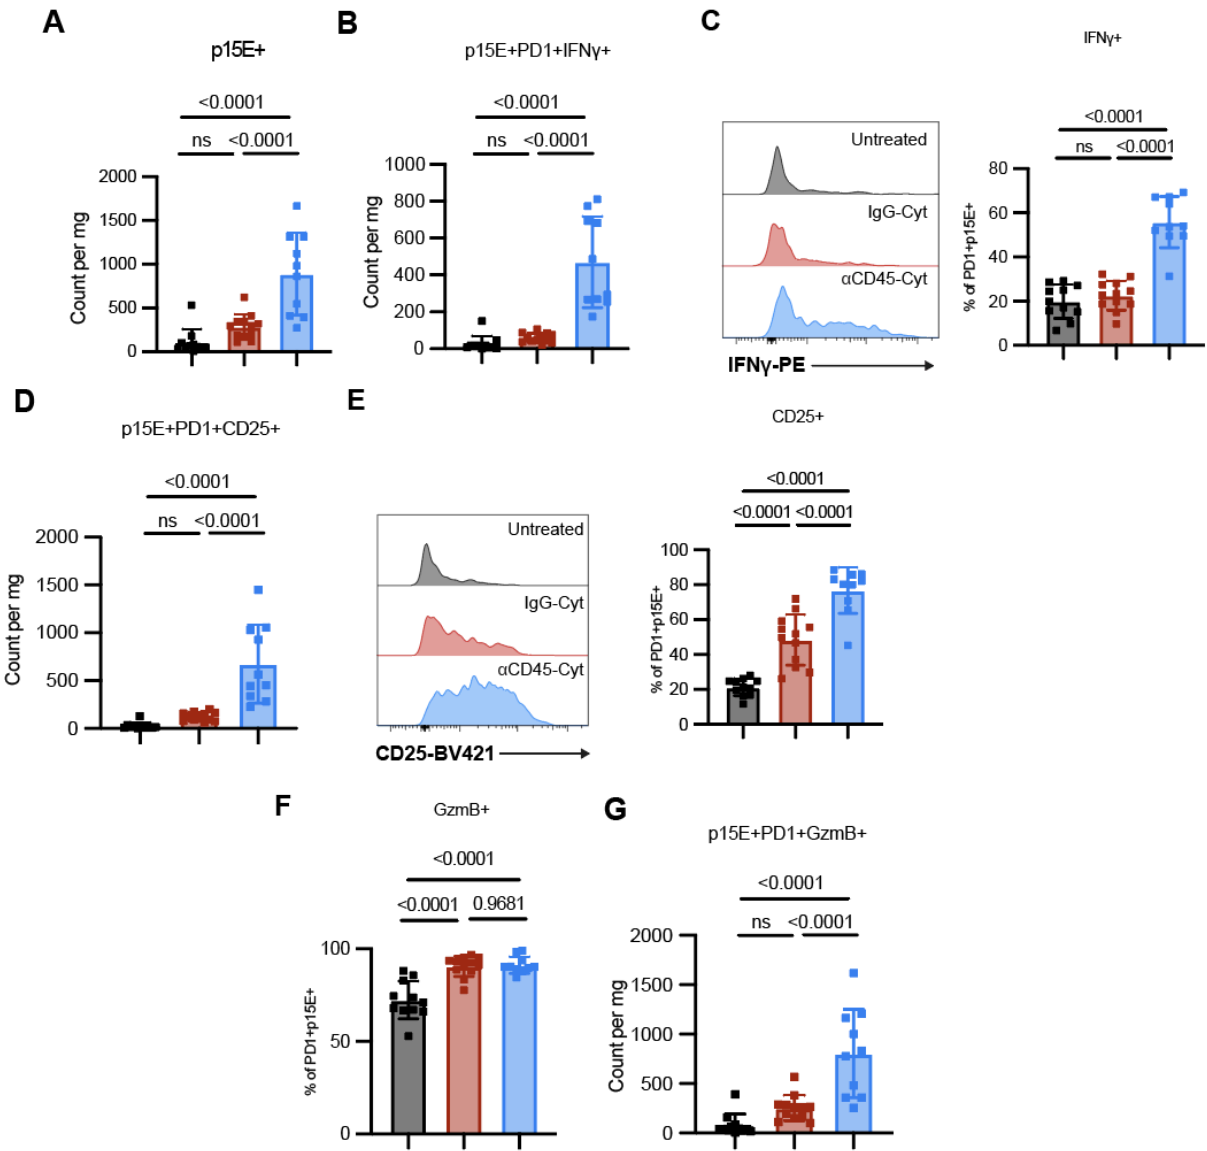 A
p15E+
<0.0001
ns <0.0001
2000
1500
1000
500
0
Count per mg
B
p15E+PD1+IFNγ+
<0.0001
ns <0.0001
1000
800
600
400
200
0
Count per mg
C
Untreated
IgG-Cyt
αCD45-Cyt
IFNγ-PE
IFNγ+
<0.0001
ns <0.0001
80
60
40
20
0
% of PD1+p15E+
D
p15E+PD1+CD25+
<0.0001
ns <0.0001
2000
1500
1000
500
0
Count per mg
E
Untreated
IgG-Cyt
αCD45-Cyt
CD25-BV421
CD25+
<0.0001
<0.0001 <0.0001
100
80
60
40
20
0
% of PD1+p15E+
F
GzmB+
<0.0001
<0.0001 0.9681
100
50
0
% of PD1+p15E+
G
p15E+PD1+GzmB+
<0.0001
ns <0.0001
2000
1500
1000
500
0
Count per mg